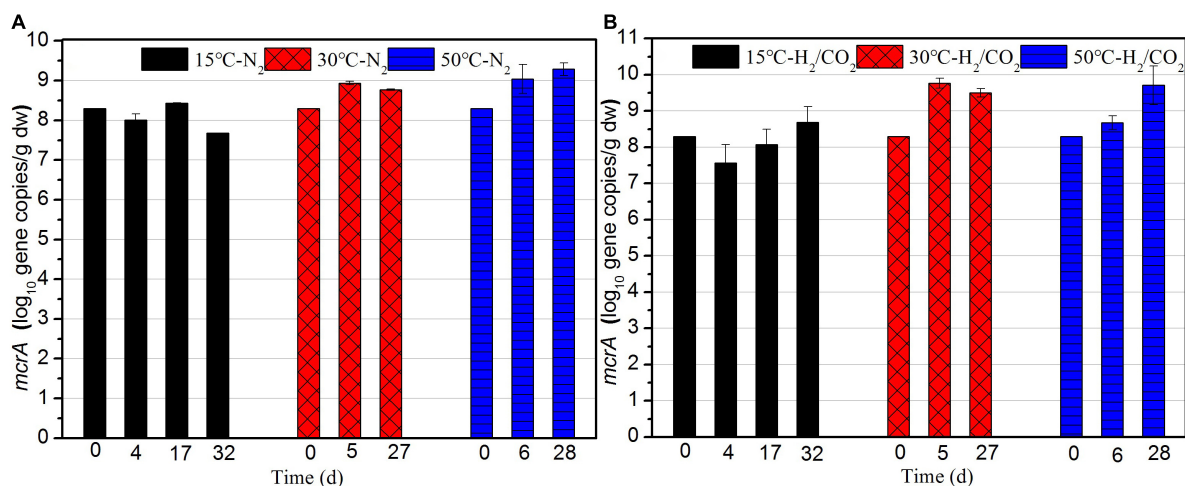 A
mcrA (log10 gene copies/g dw)
10
9
8
7
6
5
4
3
2
1
0
15°C-N2 30°C-N2 50°C-N2
0 4 17 32 0 5 27 0 6 28
Time (d)
B
mcrA (log10 gene copies/g dw)
11
10
9
8
7
6
5
4
3
2
1
0
15°C-H2/CO2 30°C-H2/CO2 50°C-H2/CO2
0 4 17 32 0 5 27 0 6 28
Time (d)